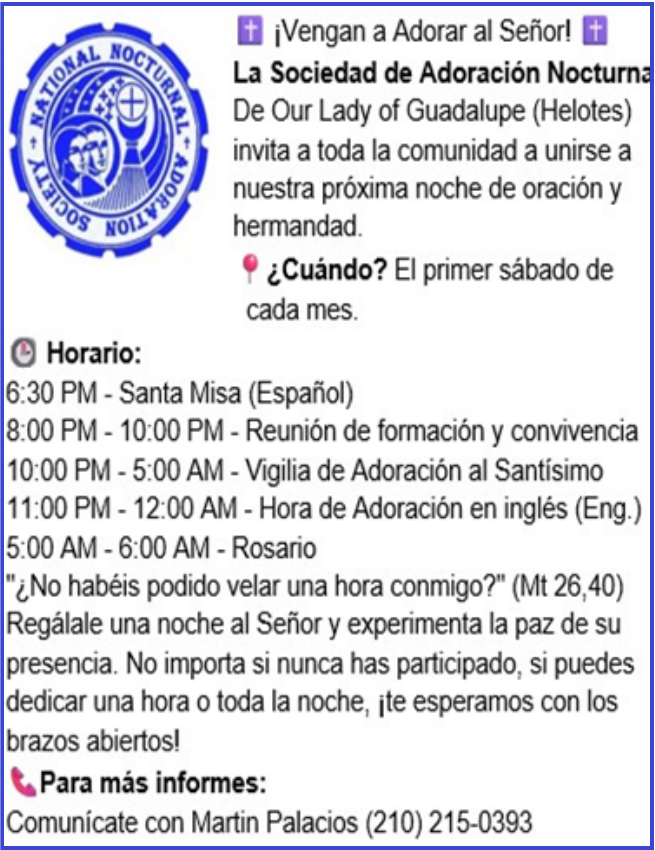 NATIONAL NOCTURNAL ADORATION SOCIETY
✝️ ¡Vengan a Adorar al Señor! ✝️
La Sociedad de Adoración Nocturna
De Our Lady of Guadalupe (Helotes)
invita a toda la comunidad a unirse a
nuestra próxima noche de oración y
hermandad.
📍 ¿Cuándo? El primer sábado de
cada mes.
🕒 Horario:
6:30 PM - Santa Misa (Español)
8:00 PM - 10:00 PM - Reunión de formación y convivencia
10:00 PM - 5:00 AM - Vigilia de Adoración al Santísimo
11:00 PM - 12:00 AM - Hora de Adoración en inglés (Eng.)
5:00 AM - 6:00 AM - Rosario
"¿No habéis podido velar una hora conmigo?" (Mt 26,40)
Regálale una noche al Señor y experimenta la paz de su
presencia. No importa si nunca has participado, si puedes
dedicar una hora o toda la noche, ¡te esperamos con los
brazos abiertos!
📞 Para más informes:
Comunícate con Martin Palacios (210) 215-0393